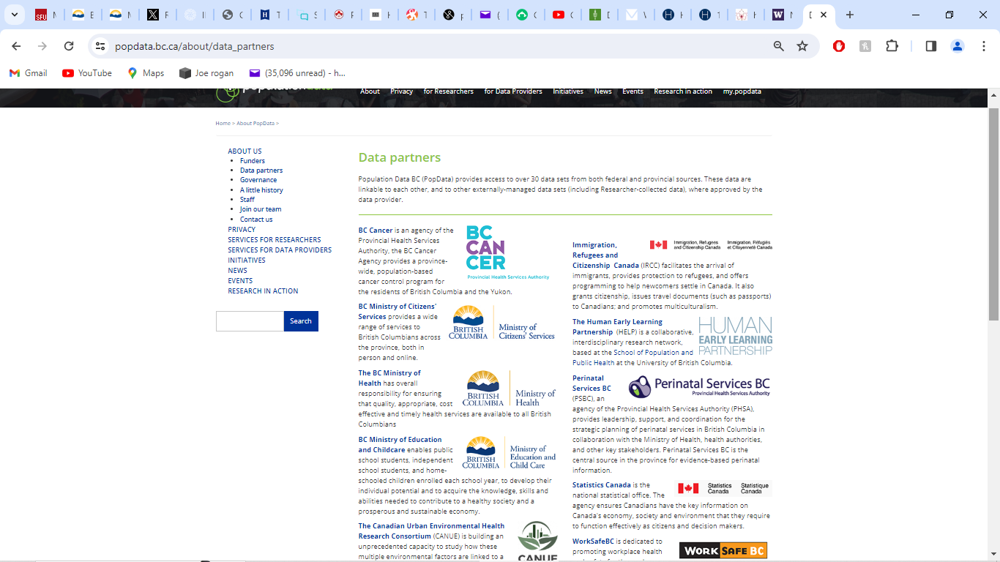 popdata.bc.ca/about/data_partners
Gmail
YouTube
Maps
Joe rogan
(35,096 unread) - h...
populationdata
About Privacy for Researchers for Data Providers Initiatives News Events Research in action my.popdata
Home > About PopData >
ABOUT US
Funders
Data partners
Governance
A little history
Staff
Join our team
Contact us
PRIVACY
SERVICES FOR RESEARCHERS
SERVICES FOR DATA PROVIDERS
INITIATIVES
NEWS
EVENTS
RESEARCH IN ACTION
Search
Data partners
Population Data BC (PopData) provides access to over 30 data sets from both federal and provincial sources. These data are
linkable to each other, and to other externally-managed data sets (including Researcher-collected data), where approved by the
data provider.
BC Cancer is an agency of the
Provincial Health Services
Authority, the BC Cancer
Agency provides a province-
wide, population-based
cancer control program for
the residents of British Columbia and the Yukon.
BC
CAN
CER
Provincial Health Services Authority
BC Ministry of Citizens'
Services provides a wide
range of services to
British Columbians across
the province, both in
person and online.
BRITISH
COLUMBIA
Ministry of
Citizens' Services
The BC Ministry of
Health has overall
responsibility for ensuring
that quality, appropriate, cost
effective and timely health services are available to all British
Columbians
BRITISH
COLUMBIA
Ministry of
Health
BC Ministry of Education
and Childcare enables public
school students, independent
school students, and home-
schooled children enrolled each school year, to develop their
individual potential and to acquire the knowledge, skills and
abilities needed to contribute to a healthy society and a
prosperous and sustainable economy.
BRITISH
COLUMBIA
Ministry of
Education and
Child Care
The Canadian Urban Environmental Health
Research Consortium (CANUE) is building an
unprecedented capacity to study how these
multiple environmental factors are linked to a
CANUE
Immigration,
Refugees and
Citizenship Canada (IRCC) facilitates the arrival of
immigrants, provides protection to refugees, and offers
programming to help newcomers settle in Canada. It also
grants citizenship, issues travel documents (such as passports)
to Canadians; and promotes multiculturalism.
Immigration, Refugees
and Citizenship Canada
Immigration, Réfugiés
et Citoyenneté Canada
The Human Early Learning
Partnership (HELP) is a collaborative,
interdisciplinary research network,
based at the School of Population and
Public Health at the University of British Columbia.
HUMAN
EARLY LEARNING
PARTNERSHIP
Perinatal
Services BC
(PSBC), an
agency of the Provincial Health Services Authority (PHSA),
provides leadership, support, and coordination for the
strategic planning of perinatal services in British Columbia in
collaboration with the Ministry of Health, health authorities,
and other key stakeholders. Perinatal Services BC is the
central source in the province for evidence-based perinatal
information.
Perinatal Services BC
Provincial Health Services Authority
Statistics Canada is the
national statistical office. The
agency ensures Canadians have the key information on
Canada's economy, society and environment that they require
to function effectively as citizens and decision makers.
Statistics
Canada
Statistique
Canada
WorkSafeBC is dedicated to
promoting workplace health
WORK SAFE BC